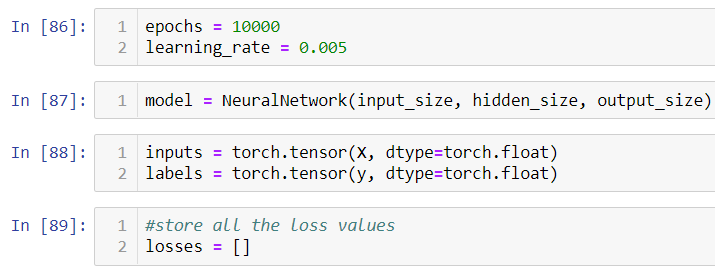 In [86]: 1 epochs = 10000
2 learning_rate = 0.005
In [87]: 1 model = NeuralNetwork(input_size, hidden_size, output_size)
In [88]: 1 inputs = torch.tensor(X, dtype=torch.float)
2 labels = torch.tensor(y, dtype=torch.float)
In [89]: 1 #store all the loss values
2 losses = []